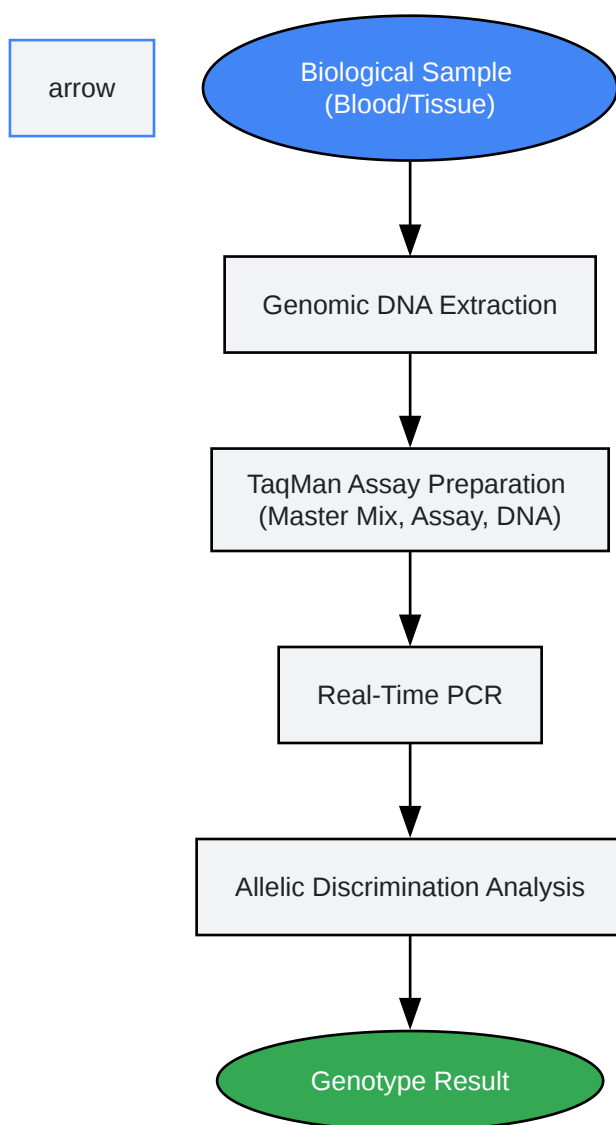 arrow
Biological Sample
(Blood/Tissue)
Genomic DNA Extraction
TaqMan Assay Preparation
(Master Mix, Assay, DNA)
Real-Time PCR
Allelic Discrimination Analysis
Genotype Result